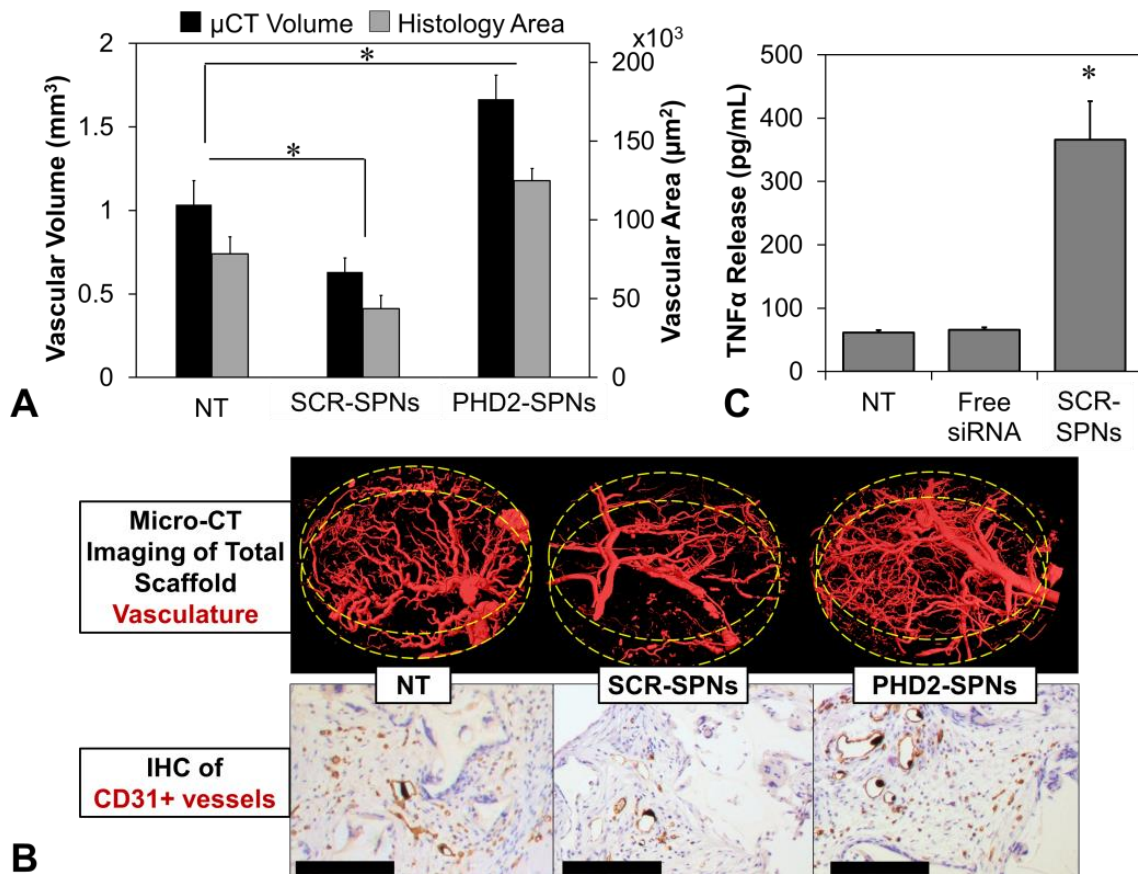 µCT Volume Histology Area
x10³
Vascular Volume (mm³)
2
1.5
1
0.5
0
*
*
200
150
100
50
0
Vascular Area (µm²)
NT SCR-SPNs PHD2-SPNs
A
TNFα Release (pg/mL)
500
400
300
200
100
0
*
NT
Free
siRNA
SCR-
SPNs
C
Micro-CT
Imaging of Total
Scaffold
Vasculature
NT SCR-SPNs PHD2-SPNs
IHC of
CD31+ vessels
B